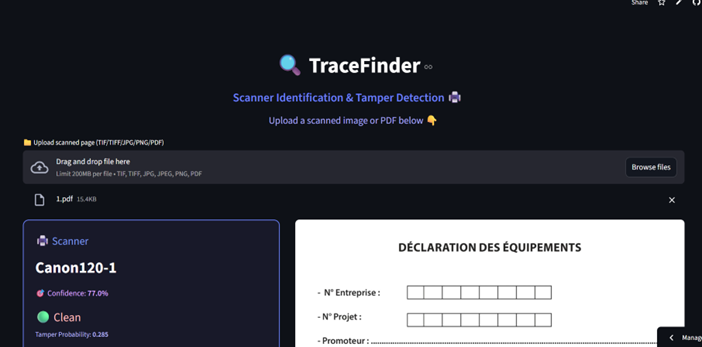 Share
TraceFinder
Scanner Identification & Tamper Detection
Upload a scanned image or PDF below
Upload scanned page (TIF/TIFF/JPG/PNG/PDF)
Drag and drop file here
Limit 200MB per file • TIF, TIFF, JPG, JPEG, PNG, PDF
Browse files
1.pdf 15.4KB
Scanner
Canon120-1
Confidence: 77.0%
Clean
Tamper Probability: 0.285
DÉCLARATION DES ÉQUIPEMENTS
- N° Entreprise :
- N° Projet :
- Promoteur :
Manage